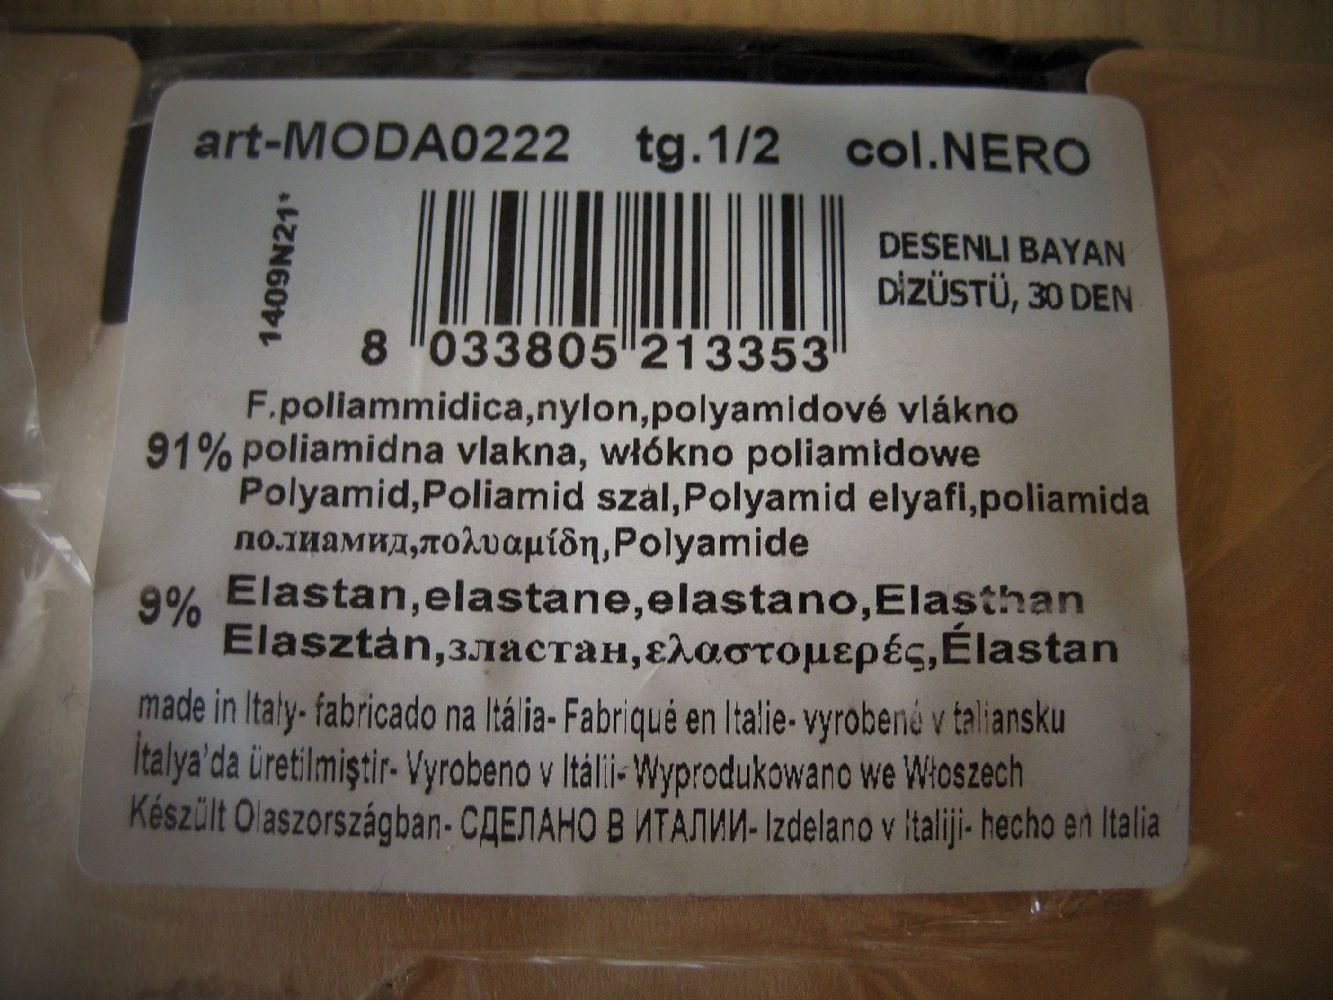 art-MODA0222 tg.1/2 col.NERO
1409N21*
DESENLI BAYAN
DİZÜSTÜ, 30 DEN
8 033805 213353
F.poliammidica,nylon,polyamidové vlákno
91% poliamidna vlakna, włókno poliamidowe
Polyamid,Poliamid szál,Polyamid elyafi,poliamida
полиамид,πολυαμίδη,Polyamide
9% Elastan,elastane,elastano,Elasthan
Elasztán,зластан,ελαστομερές,Élastan
made in Italy- fabricado na Itália- Fabriqué en Italie- vyrobené v taliansku
İtalya'da üretilmiştir- Vyrobeno v Itálii- Wyprodukowano we Włoszech
Készült Olaszországban- СДЕЛАНО В ИТАЛИИ- Izdelano v Italiji- hecho en Italia